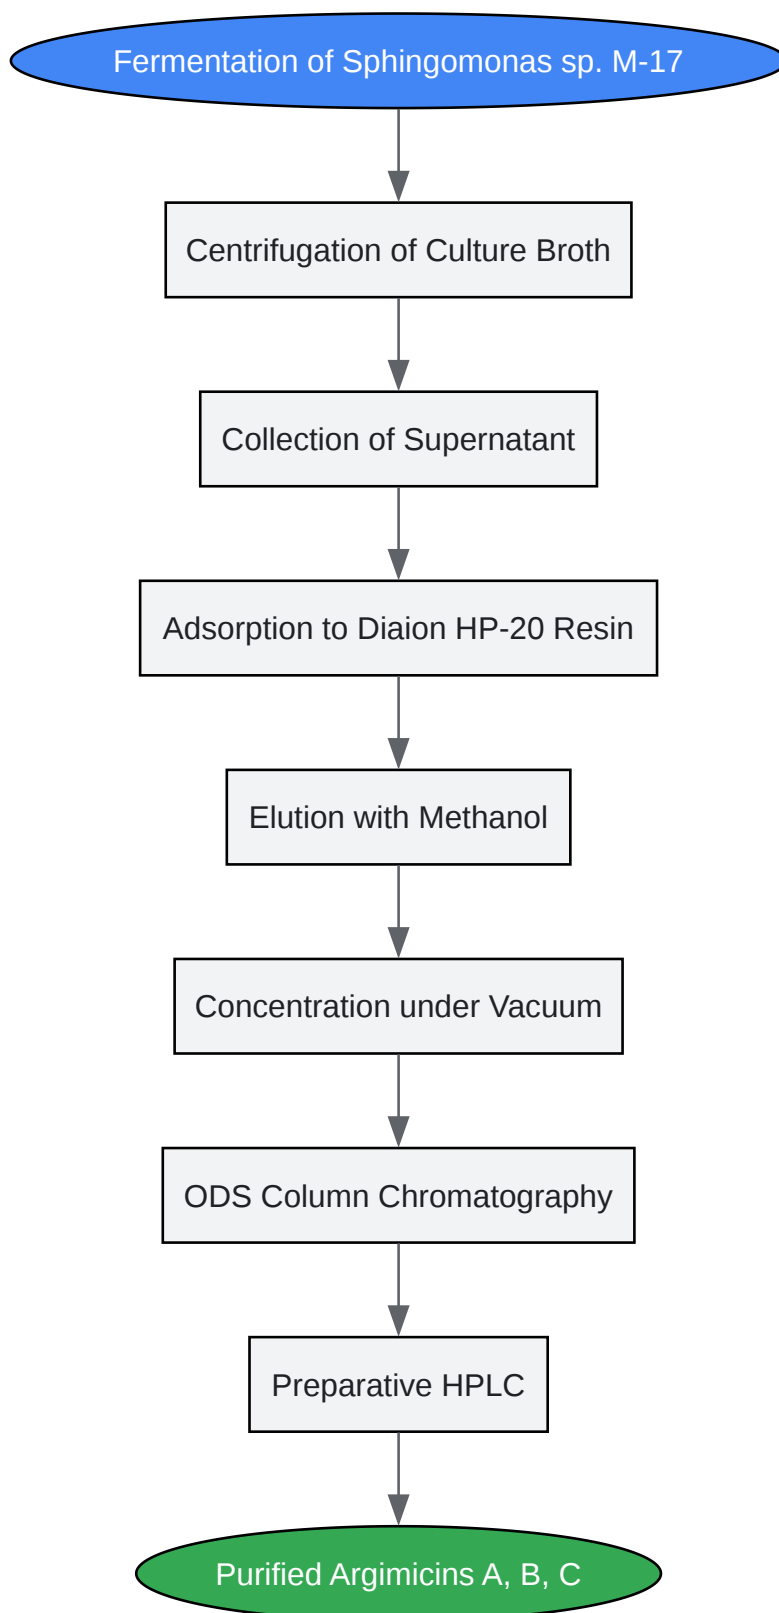 Fermentation of Sphingomonas sp. M-17
Centrifugation of Culture Broth
Collection of Supernatant
Adsorption to Diaion HP-20 Resin
Elution with Methanol
Concentration under Vacuum
ODS Column Chromatography
Preparative HPLC
Purified Argimicins A, B, C